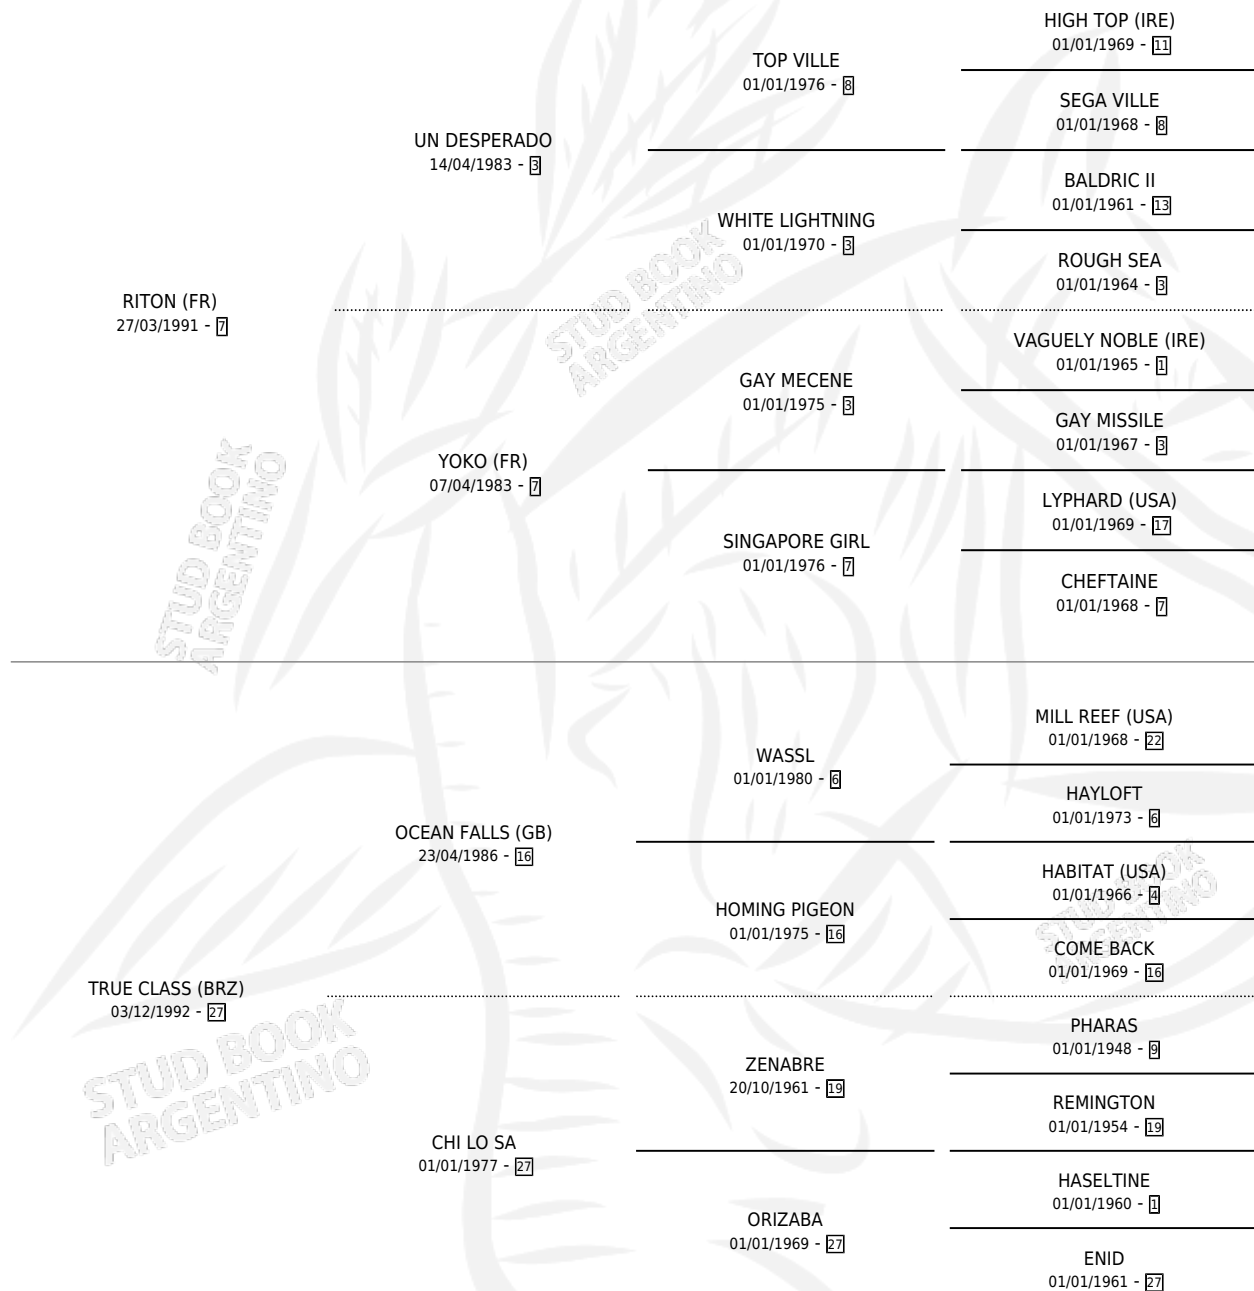 HIGH TOP (IRE)
01/01/1969 - 11
TOP VILLE
01/01/1976 - 8
SEGA VILLE
01/01/1968 - 8
UN DESPERADO
14/04/1983 - 3
BALDRIC II
01/01/1961 - 13
WHITE LIGHTNING
01/01/1970 - 3
ROUGH SEA
01/01/1964 - 3
RITON (FR)
27/03/1991 - 7
VAGUELY NOBLE (IRE)
01/01/1965 - 1
GAY MECENE
01/01/1975 - 3
GAY MISSILE
01/01/1967 - 3
YOKO (FR)
07/04/1983 - 7
LYPHARD (USA)
01/01/1969 - 17
SINGAPORE GIRL
01/01/1976 - 7
CHEFTAINE
01/01/1968 - 7
MILL REEF (USA)
01/01/1968 - 22
WASSL
01/01/1980 - 6
HAYLOFT
01/01/1973 - 6
OCEAN FALLS (GB)
23/04/1986 - 16
HABITAT (USA)
01/01/1966 - 4
HOMING PIGEON
01/01/1975 - 16
COME BACK
01/01/1969 - 16
TRUE CLASS (BRZ)
03/12/1992 - 27
PHARAS
01/01/1948 - 9
ZENABRE
20/10/1961 - 19
REMINGTON
01/01/1954 - 19
CHI LO SA
01/01/1977 - 27
HASELTINE
01/01/1960 - 1
ORIZABA
01/01/1969 - 27
ENID
01/01/1961 - 27
STUD BOOK
ARGENTINO
STUD BOOK
ARGENTINO
STUD BOOK
ARGENTINO
STUD BOOK
ARGENTINO